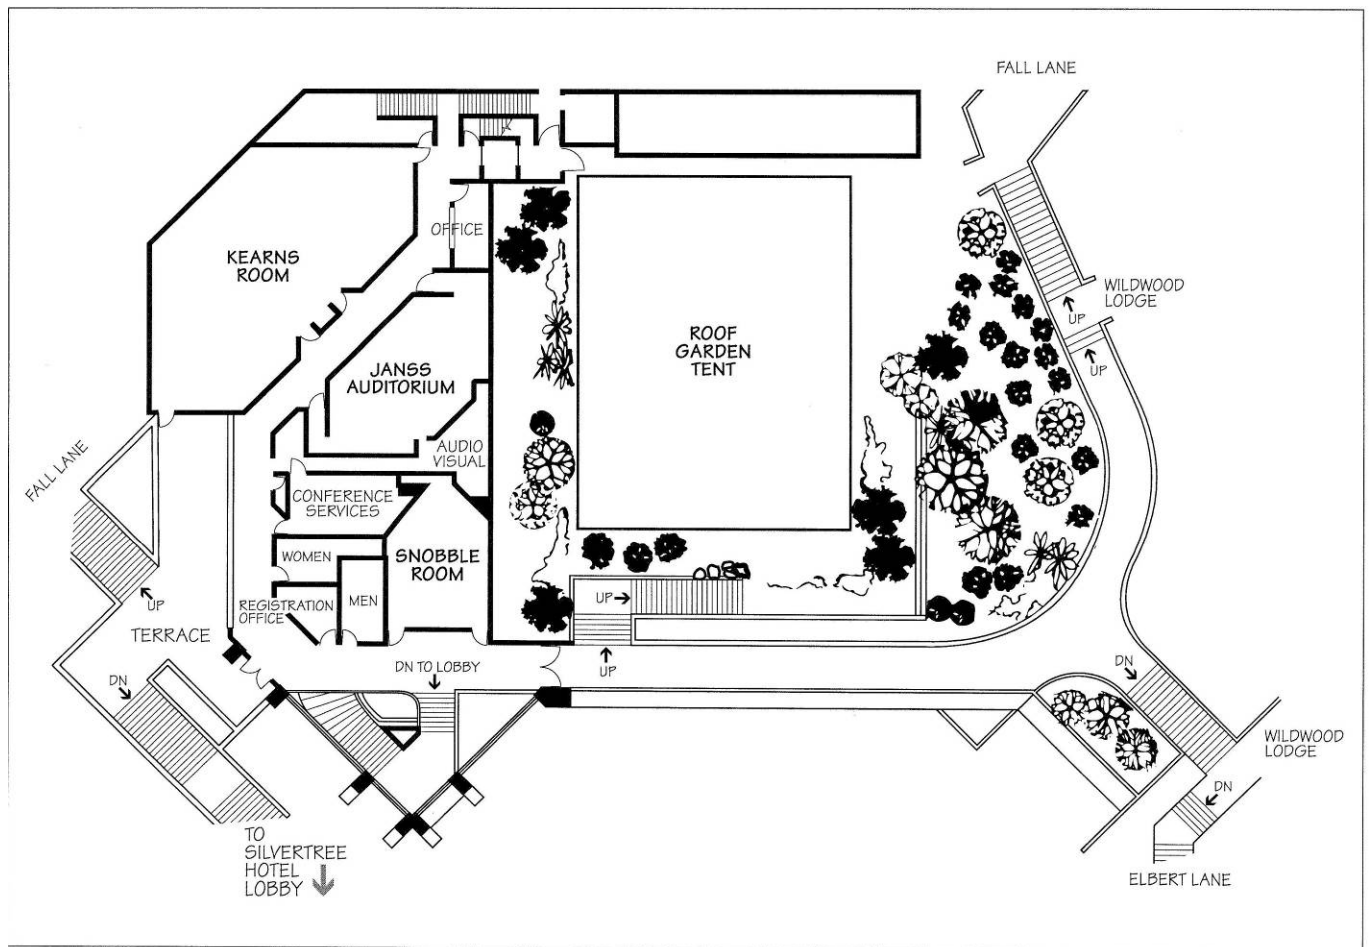 FALL LANE
KEARNS
ROOM
OFFICE
WILDWOOD
LODGE
UP
UP
ROOF
GARDEN
TENT
JANSS
AUDITORIUM
AUDIO
VISUAL
FALL LANE
CONFERENCE
SERVICES
WOMEN
SNOBBLE
ROOM
MEN
REGISTRATION
OFFICE
UP
UP
UP
TERRACE
DN
DN TO LOBBY
DN
WILDWOOD
LODGE
DN
TO
SILVERTREE
HOTEL
LOBBY
ELBERT LANE